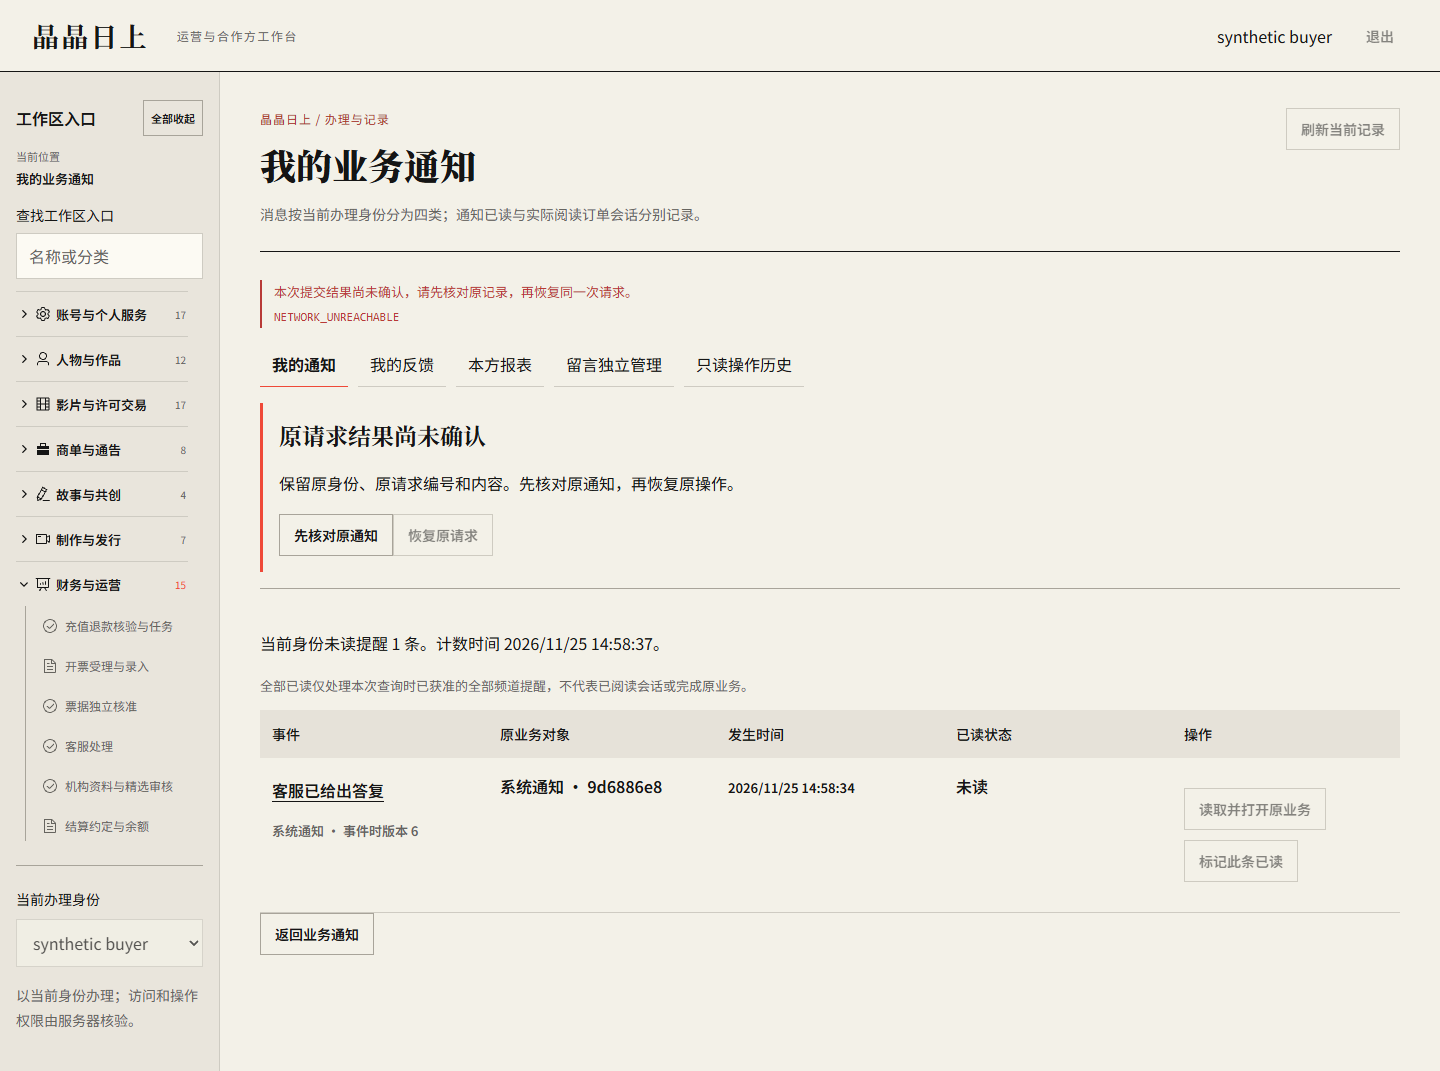 晶晶日上
运营与合作方工作台
synthetic buyer
退出
工作区入口
全部收起
当前位置
我的业务通知
查找工作区入口
名称或分类
账号与个人服务 17
人物与作品 12
影片与许可交易 17
商单与通告 8
故事与共创 4
制作与发行 7
财务与运营 15
充值退款核验与任务
开票受理与录入
票据独立核准
客服处理
机构资料与精选审核
结算约定与余额
当前办理身份
synthetic buyer
以当前身份办理；访问和操作
权限由服务器核验。
晶晶日上 / 办理与记录
我的业务通知
刷新当前记录
消息按当前办理身份分为四类；通知已读与实际阅读订单会话分别记录。
本次提交结果尚未确认，请先核对原记录，再恢复同一次请求。
NETWORK_UNREACHABLE
我的通知 我的反馈 本方报表 留言独立管理 只读操作历史
原请求结果尚未确认
保留原身份、原请求编号和内容。先核对原通知，再恢复原操作。
先核对原通知 恢复原请求
当前身份未读提醒 1 条。计数时间 2026/11/25 14:58:37。
全部已读仅处理本次查询时已获准的全部频道提醒，不代表已阅读会话或完成原业务。
事件 原业务对象 发生时间 已读状态 操作
客服已给出答复 系统通知 · 9d6886e8 2026/11/25 14:58:34 未读
系统通知 · 事件时版本 6
读取并打开原业务
标记此条已读
返回业务通知